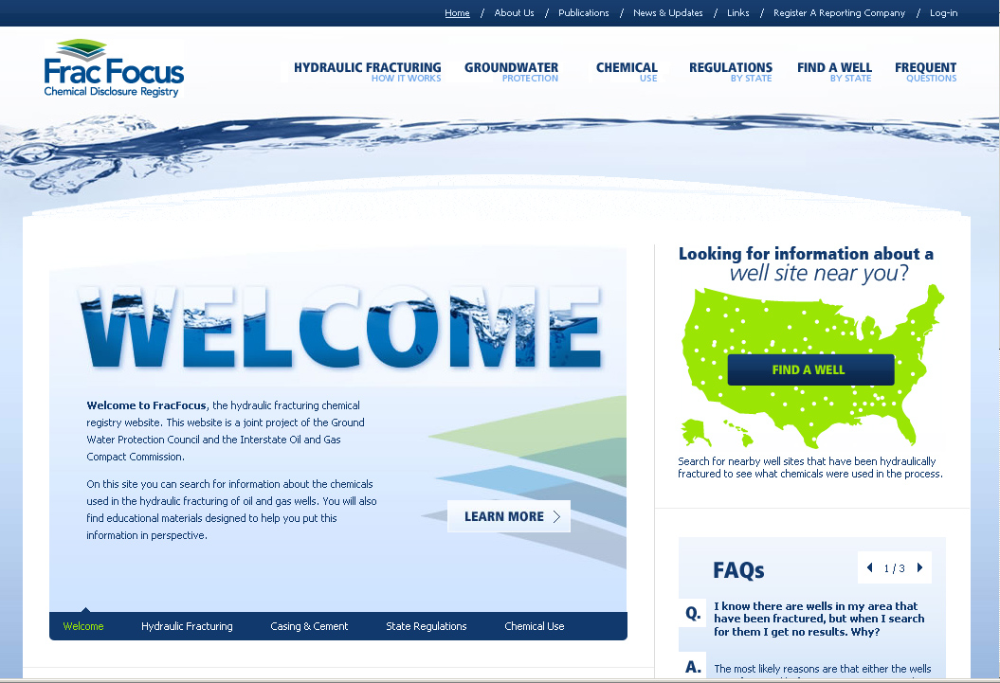 Home / About Us / Publications / News & Updates / Links / Register A Reporting Company / Log-in
Frac Focus
Chemical Disclosure Registry
HYDRAULIC FRACTURING
HOW IT WORKS
GROUNDWATER
PROTECTION
CHEMICAL
USE
REGULATIONS
BY STATE
FIND A WELL
BY STATE
FREQUENT
QUESTIONS
WELCOME
Welcome to FracFocus, the hydraulic fracturing chemical
registry website. This website is a joint project of the Ground
Water Protection Council and the Interstate Oil and Gas
Compact Commission.
On this site you can search for information about the chemicals
used in the hydraulic fracturing of oil and gas wells. You will also
find educational materials designed to help you put this
information in perspective.
LEARN MORE
Welcome
Hydraulic Fracturing
Casing & Cement
State Regulations
Chemical Use
Looking for information about a
well site near you?
FIND A WELL
Search for nearby well sites that have been hydraulically
fractured to see what chemicals were used in the process.
FAQs
1 / 3
Q.
I know there are wells in my area that
have been fractured, but when I search
for them I get no results. Why?
A.
The most likely reasons are that either the wells